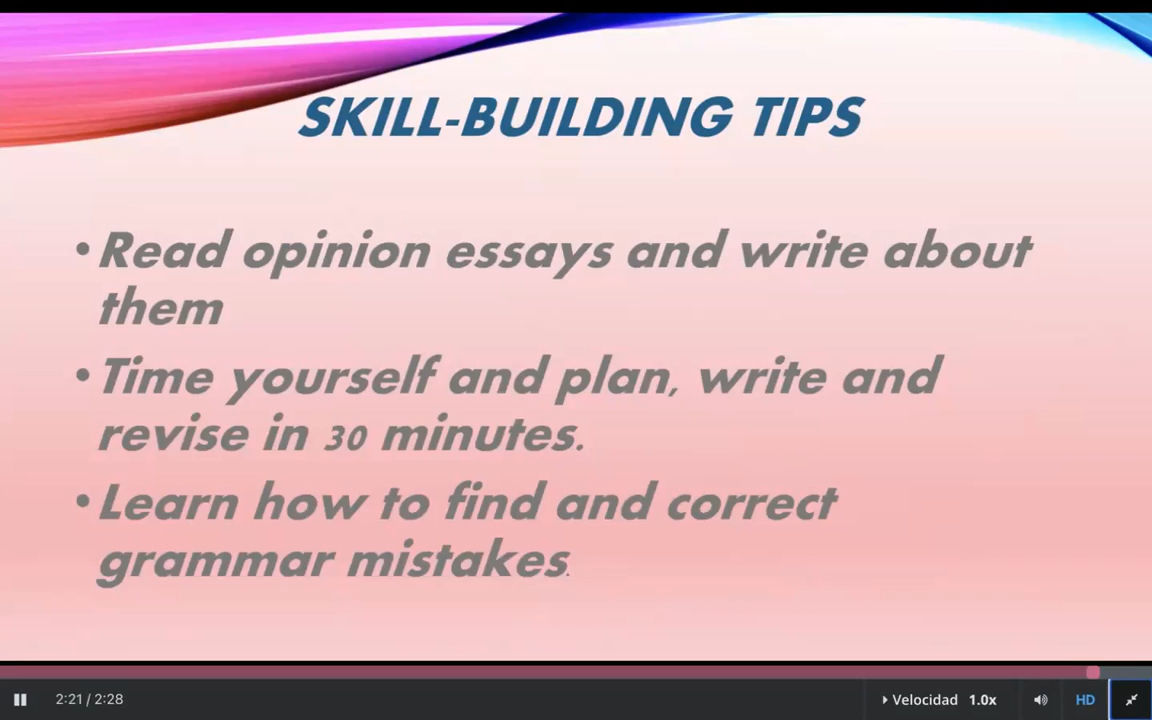 SKILL-BUILDING TIPS
• Read opinion essays and write about
them
• Time yourself and plan, write and
revise in 30 minutes.
• Learn how to find and correct
grammar mistakes.
2:21 / 2:28
Velocidad 1.0x
HD